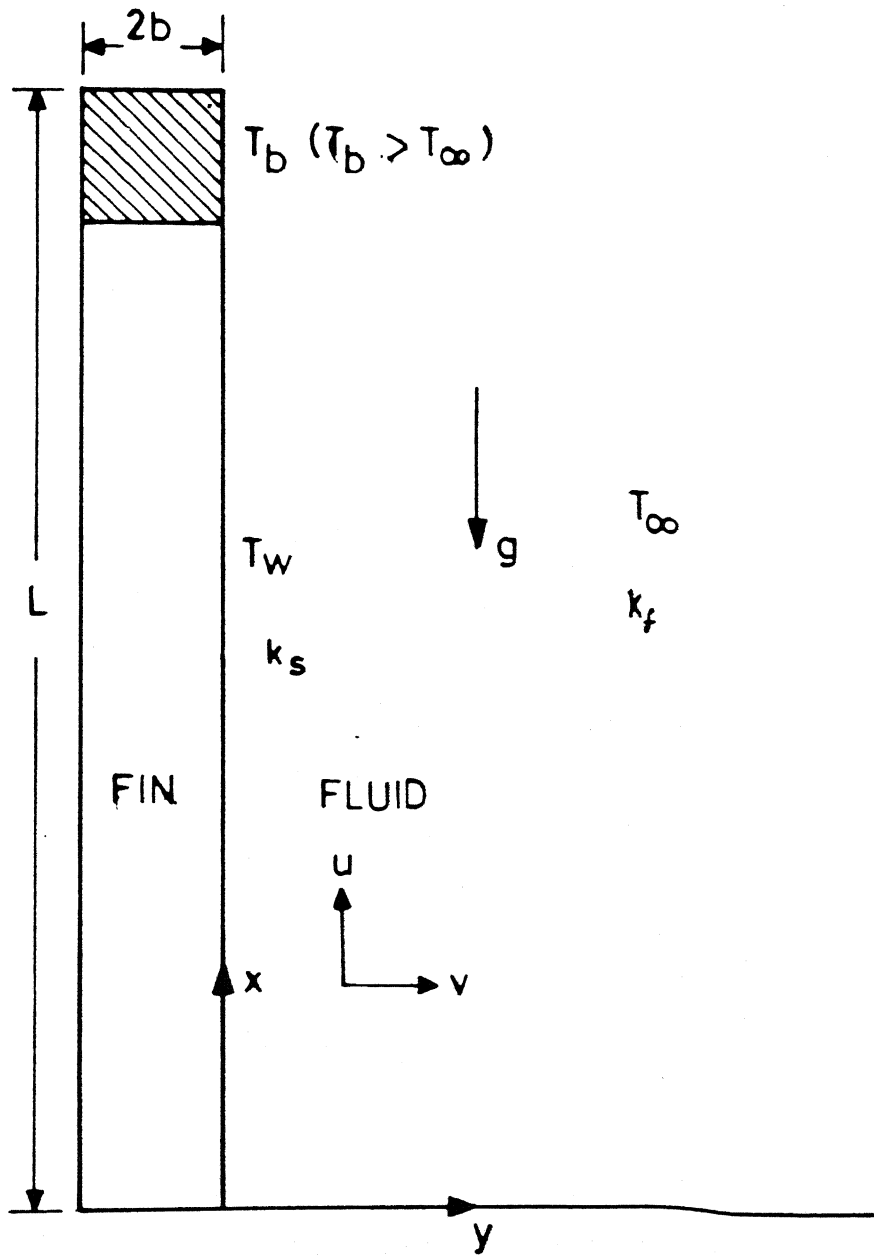 2b
T_b (T_b > T_∞)
T_∞
g
T_w
k_f
L
k_s
FIN
FLUID
u
x
v
y